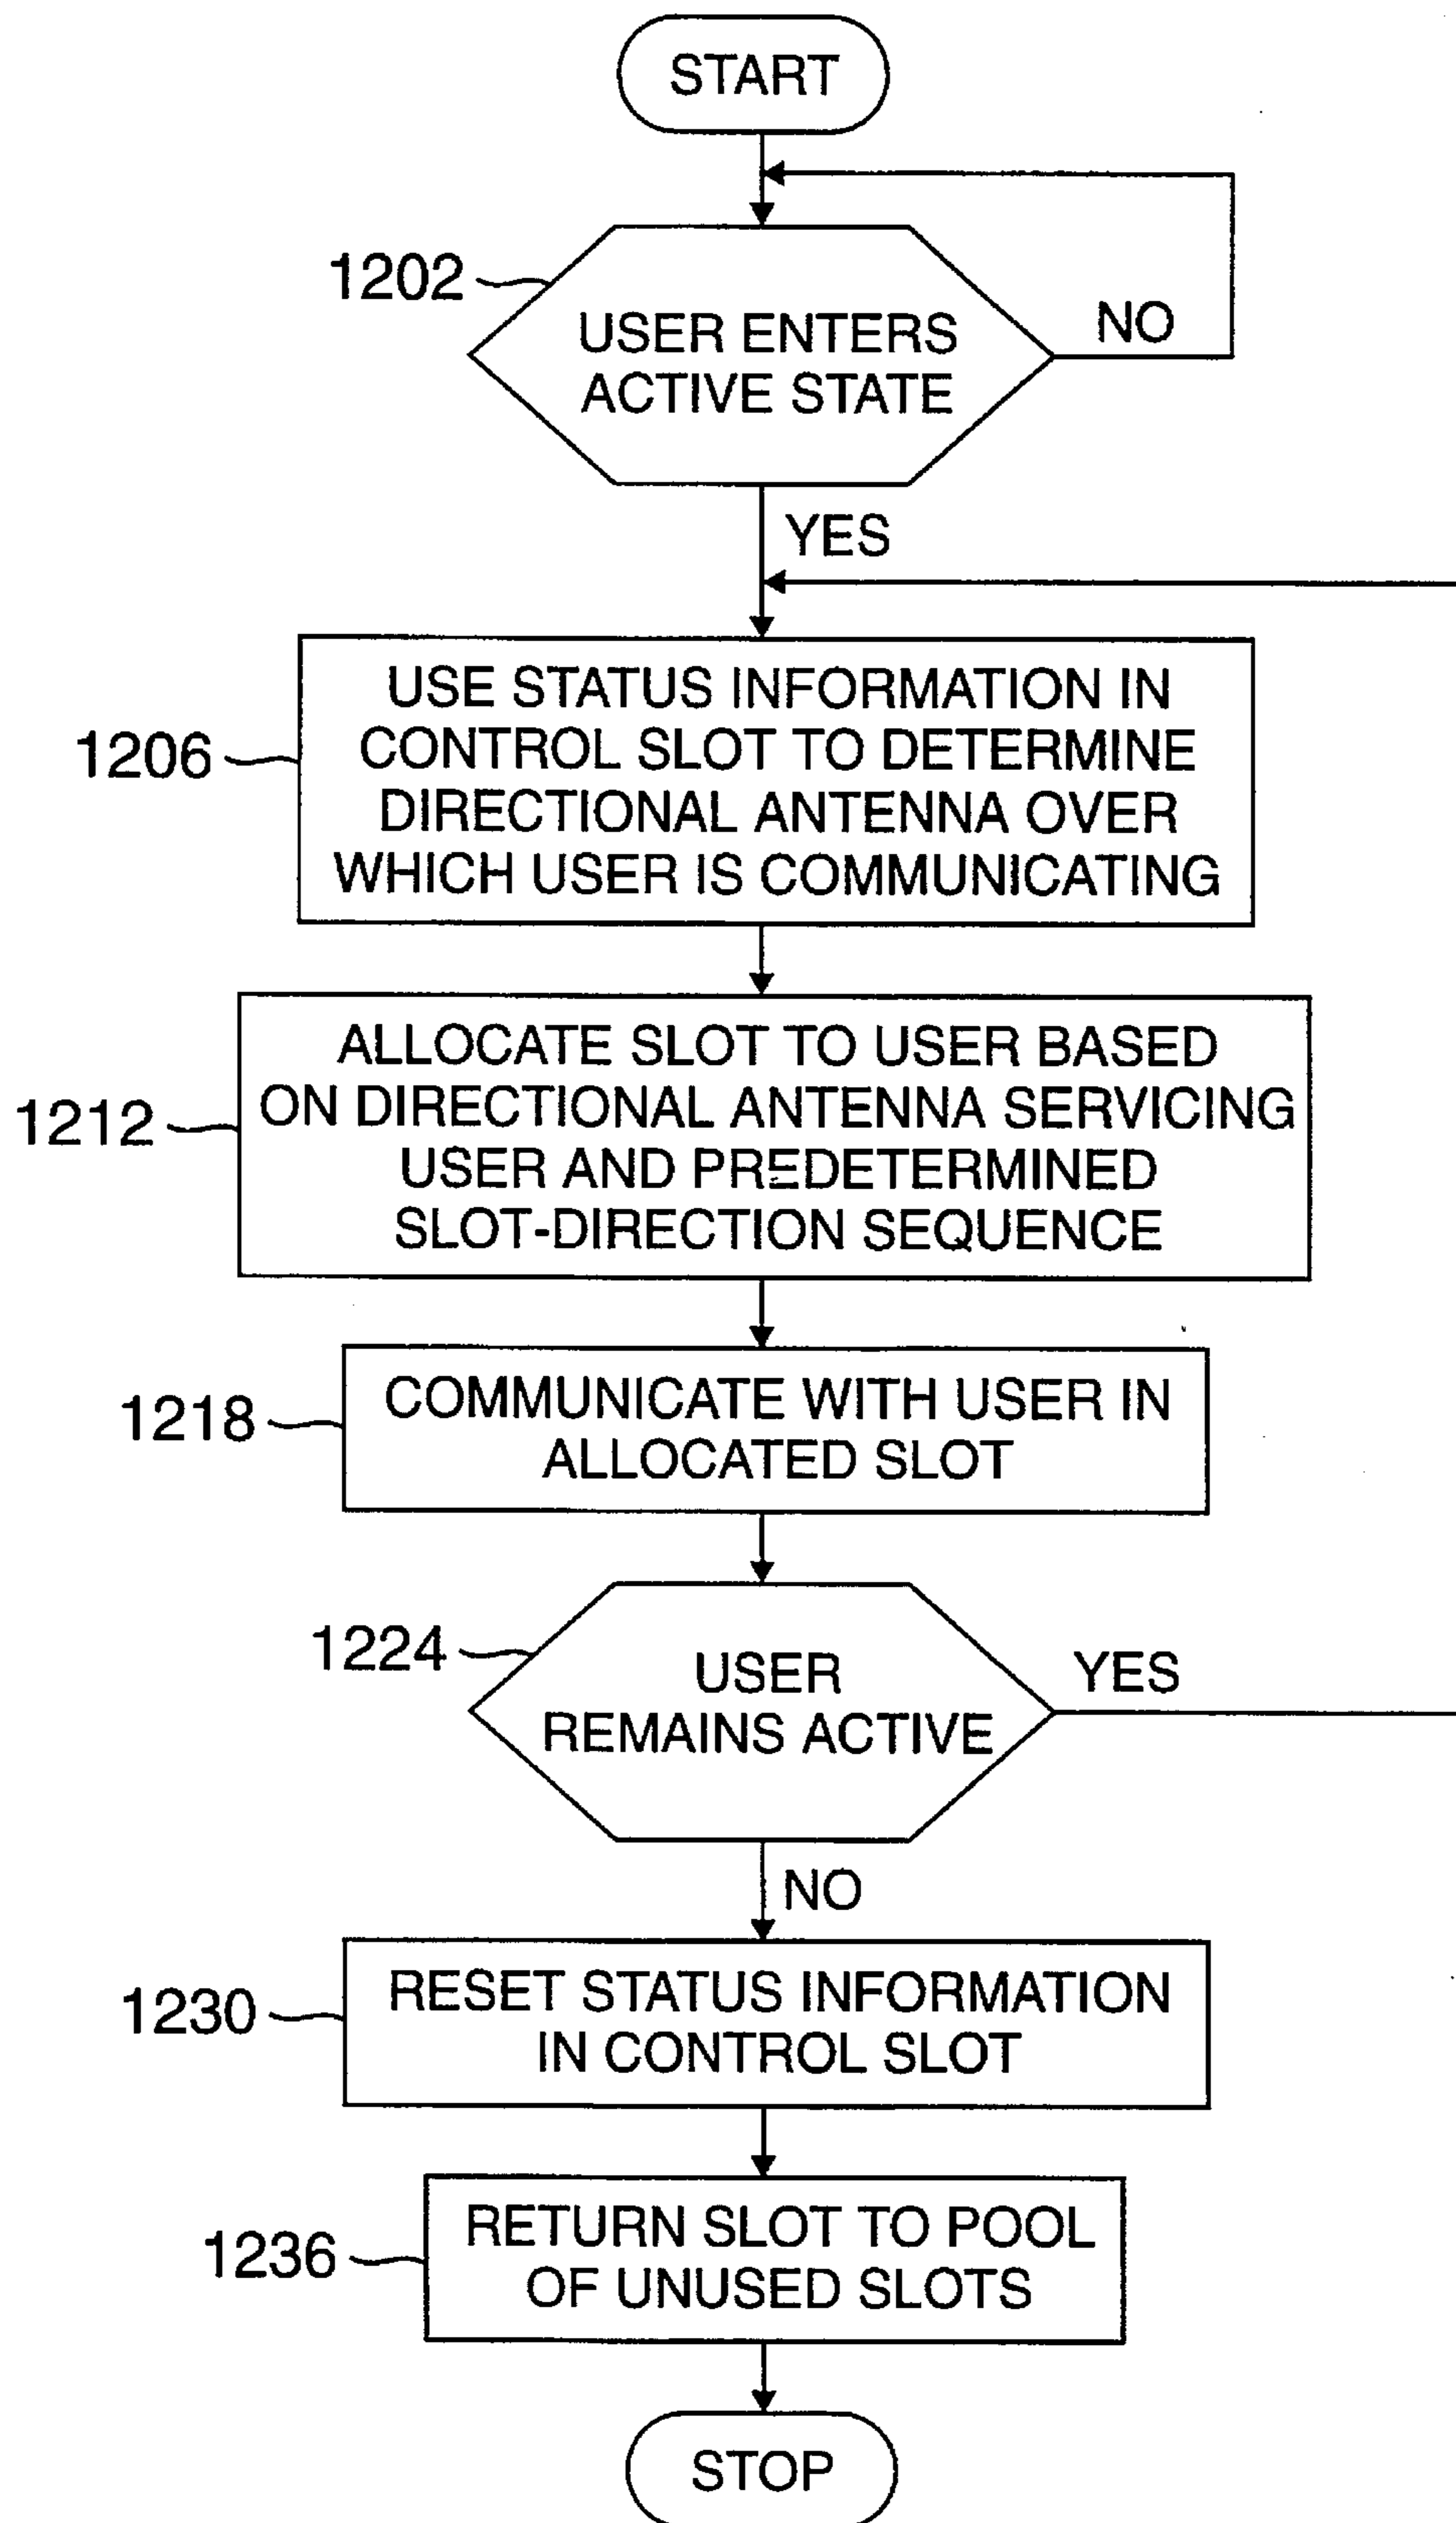 START
1202
USER ENTERS
ACTIVE STATE
NO
YES
1206
USE STATUS INFORMATION IN
CONTROL SLOT TO DETERMINE
DIRECTIONAL ANTENNA OVER
WHICH USER IS COMMUNICATING
1212
ALLOCATE SLOT TO USER BASED
ON DIRECTIONAL ANTENNA SERVICING
USER AND PREDETERMINED
SLOT-DIRECTION SEQUENCE
1218
COMMUNICATE WITH USER IN
ALLOCATED SLOT
1224
USER
REMAINS ACTIVE
YES
NO
1230
RESET STATUS INFORMATION
IN CONTROL SLOT
1236
RETURN SLOT TO POOL
OF UNUSED SLOTS
STOP